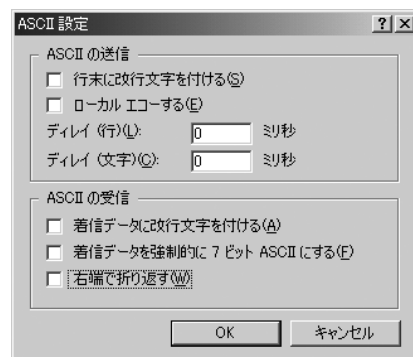 ASCII 設定
ASCII の送信
行末に改行文字を付ける(S)
ローカル エコーする(E)
ディレイ (行)(L): 0 ミリ秒
ディレイ (文字)(C): 0 ミリ秒
ASCII の受信
着信データに改行文字を付ける(A)
着信データを強制的に 7 ビット ASCII にする(F)
右端で折り返す(W)
OK キャンセル